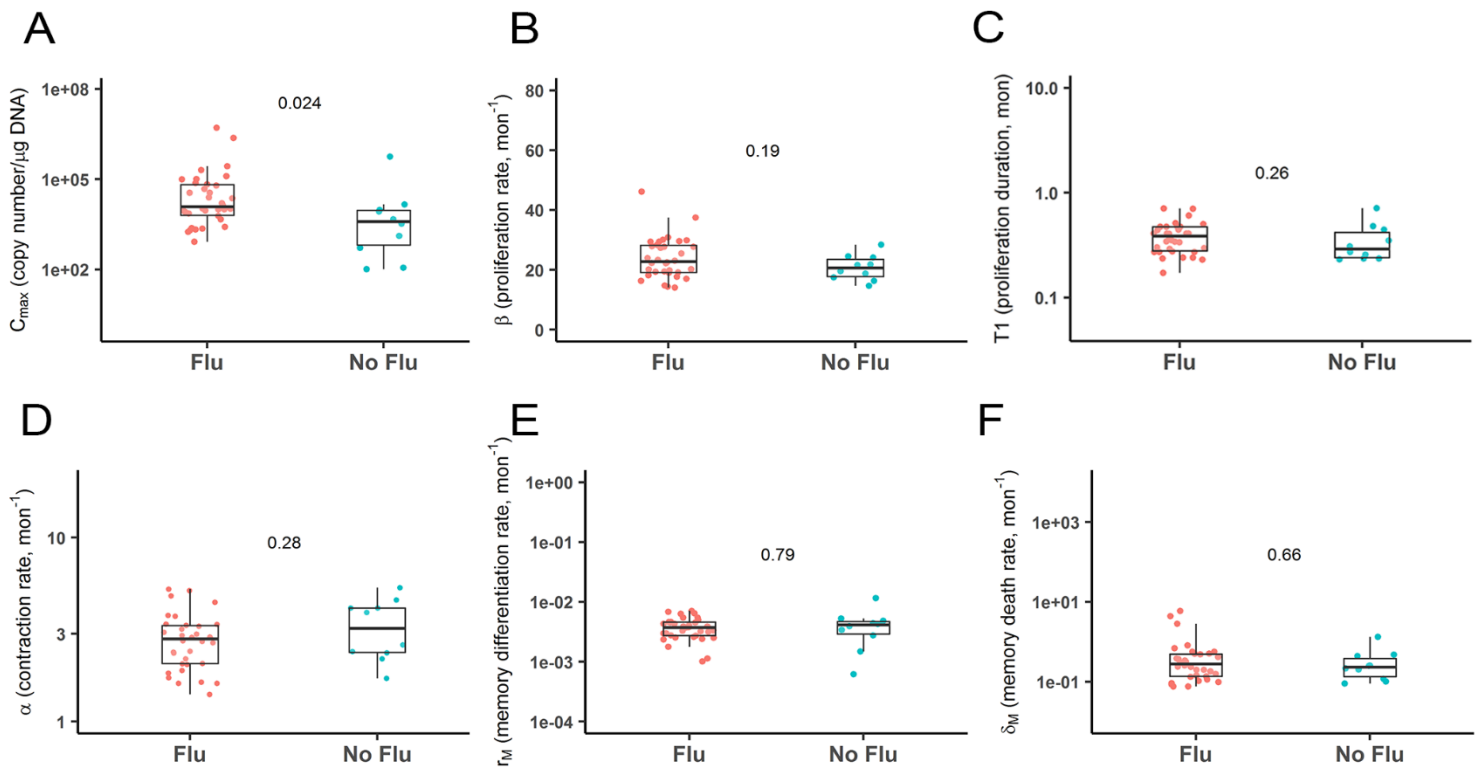 A
B
C
Cmax (copy number/μg DNA)
1e+08
1e+05
1e+02
0.024
Flu
No Flu
β (proliferation rate, mon-1)
80
60
40
20
0
0.19
Flu
No Flu
T1 (proliferation duration, mon)
10.0
1.0
0.1
0.26
Flu
No Flu
D
E
F
α (contraction rate, mon-1)
10
3
1
0.28
Flu
No Flu
rM (memory differentiation rate, mon-1)
1e+00
1e-01
1e-02
1e-03
1e-04
0.79
Flu
No Flu
δM (memory death rate, mon-1)
1e+03
1e+01
1e-01
0.66
Flu
No Flu